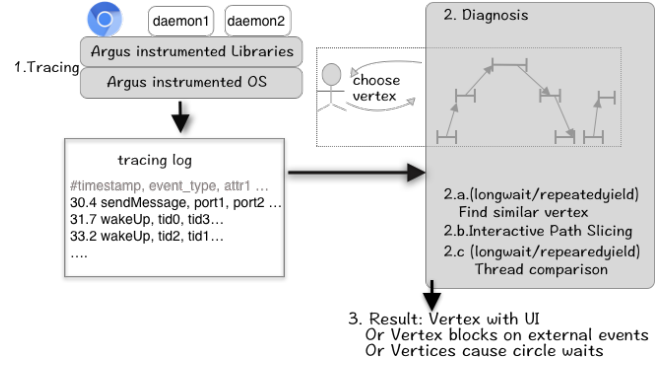 daemon1
daemon2
Argus instrumented Libraries
1.Tracing
Argus instrumented OS
tracing log
#timestamp, event_type, attr1 ...
30.4 sendMessage, port1, port2 ...
31.7 wakeUp, tid0, tid3...
33.2 wakeUp, tid2, tid1...
....
2. Diagnosis
choose
vertex
2.a.(longwait/repeatedyield)
Find similar vertex
2.b.Interactive Path Slicing
2.c (longwait/repearedyield)
Thread comparison
3. Result: Vertex with UI
Or Vertex blocks on external events
Or Vertices cause circle waits